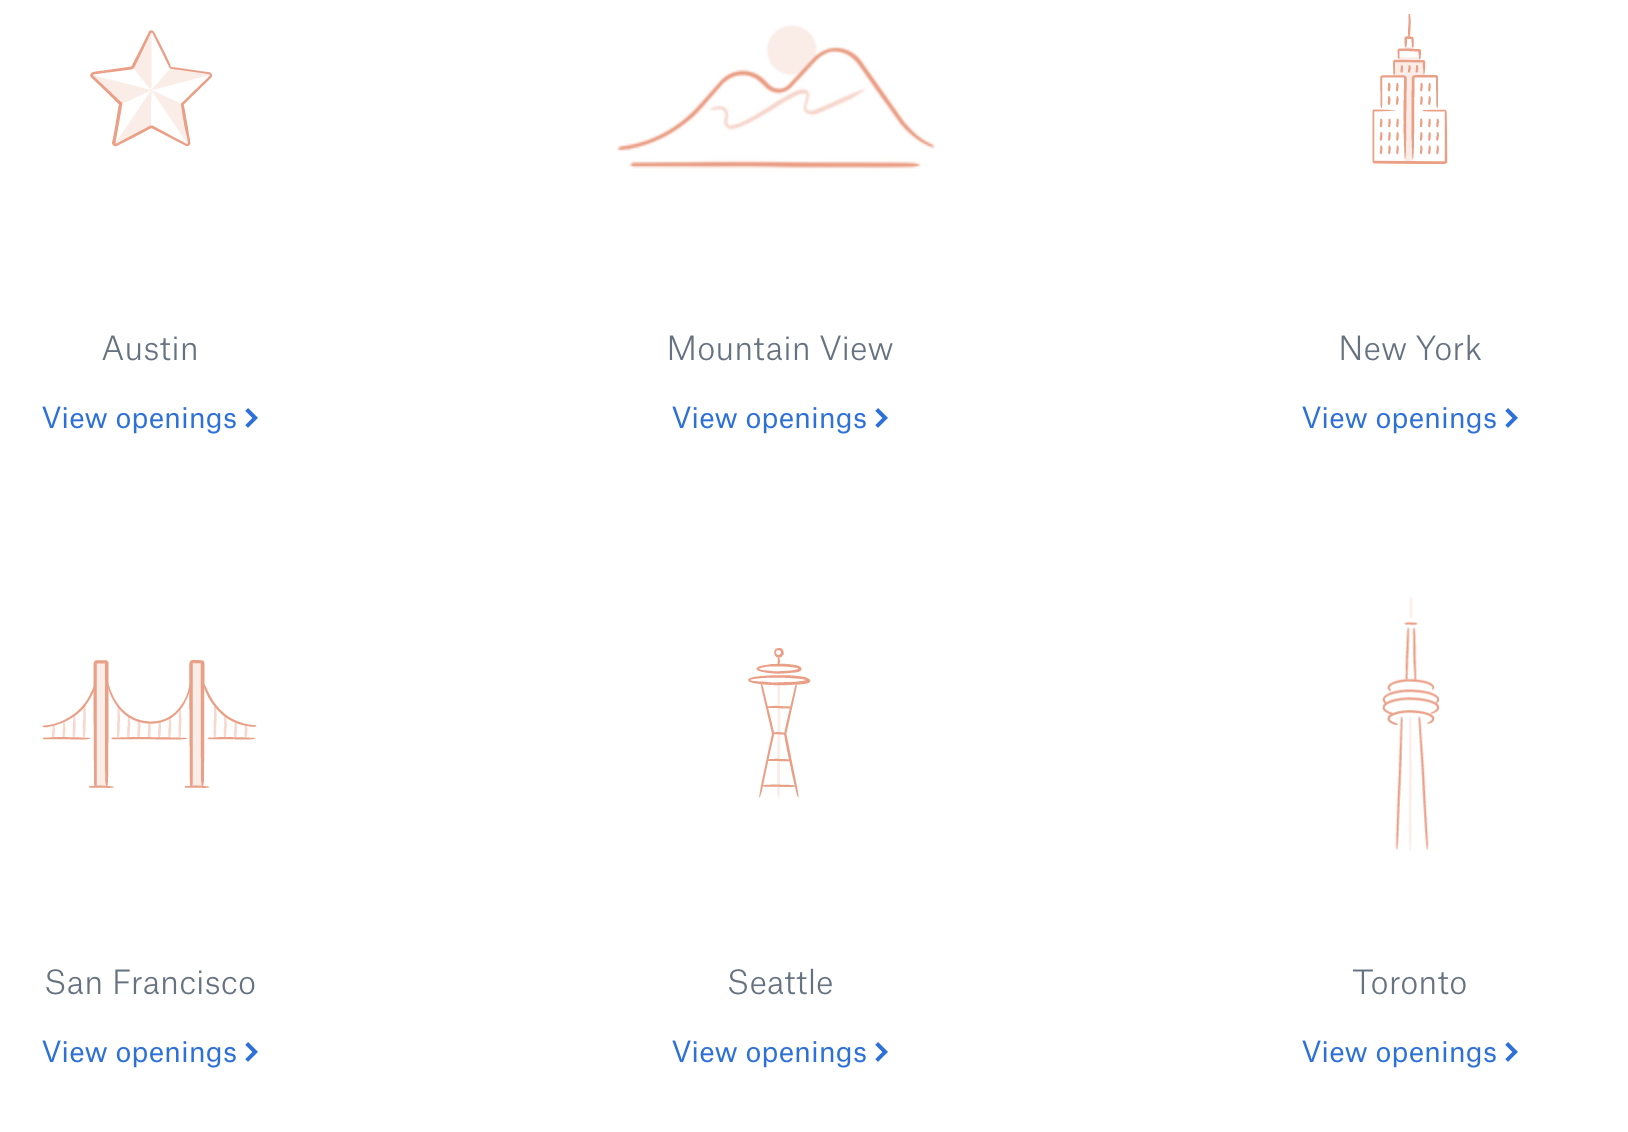 Austin
Mountain View
New York
View openings
View openings
View openings
San Francisco
Seattle
Toronto
View openings
View openings
View openings